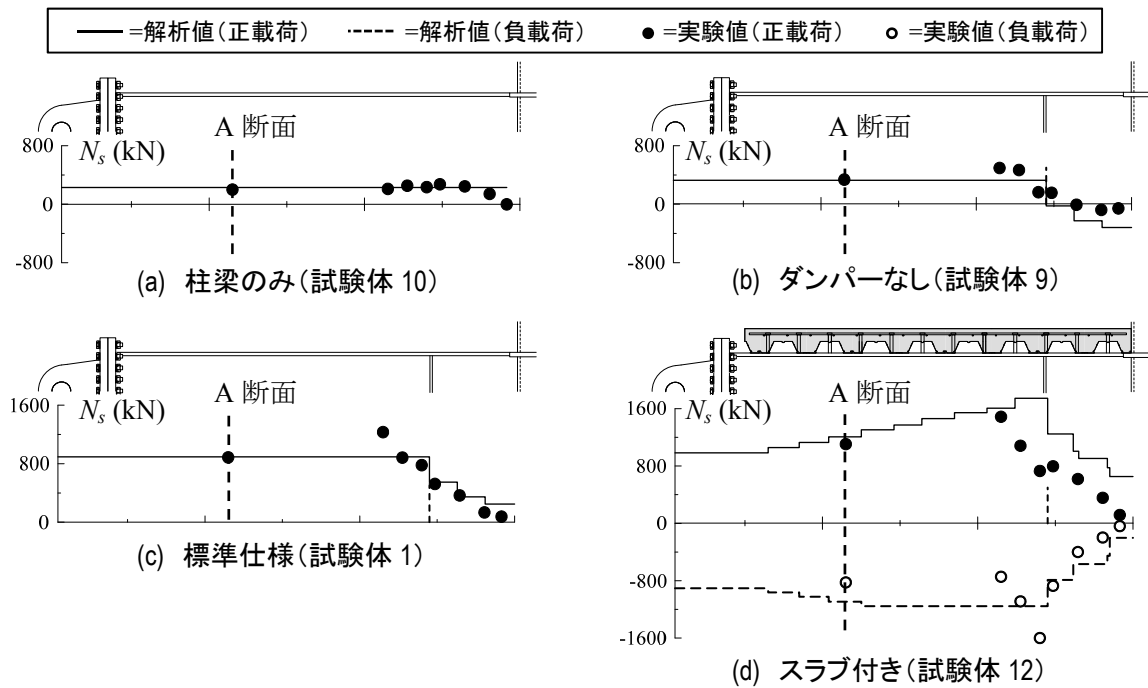 =解析値(正載荷) =解析値(負載荷) ●=実験値(正載荷) ○=実験値(負載荷)
A 断面
Nₛ (kN)
800
0
-800
(a) 柱梁のみ(試験体 10)
A 断面
Nₛ (kN)
800
0
-800
(b) ダンパーなし(試験体 9)
A 断面
Nₛ (kN)
1600
800
0
(c) 標準仕様(試験体 1)
A 断面
Nₛ (kN)
1600
800
0
-800
-1600
(d) スラブ付き(試験体 12)